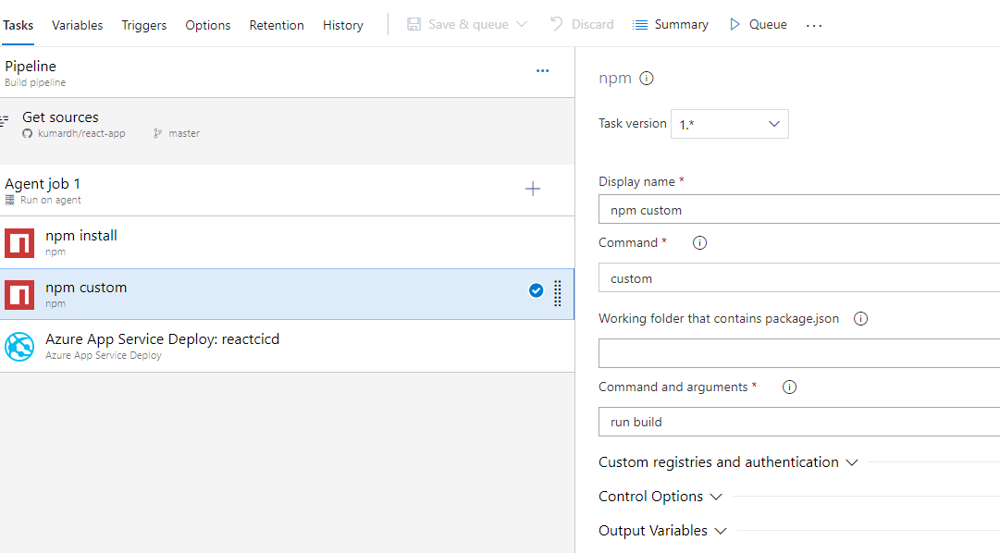 Tasks Variables Triggers Options Retention History Save & queue Discard Summary Queue ...
Pipeline
Build pipeline
Get sources
kumardh/react-app master
Agent job 1
Run on agent
npm install
npm
npm custom
npm
Azure App Service Deploy: reactcicd
Azure App Service Deploy
npm
Task version 1.*
Display name *
npm custom
Command *
custom
Working folder that contains package.json
Command and arguments *
run build
Custom registries and authentication
Control Options
Output Variables